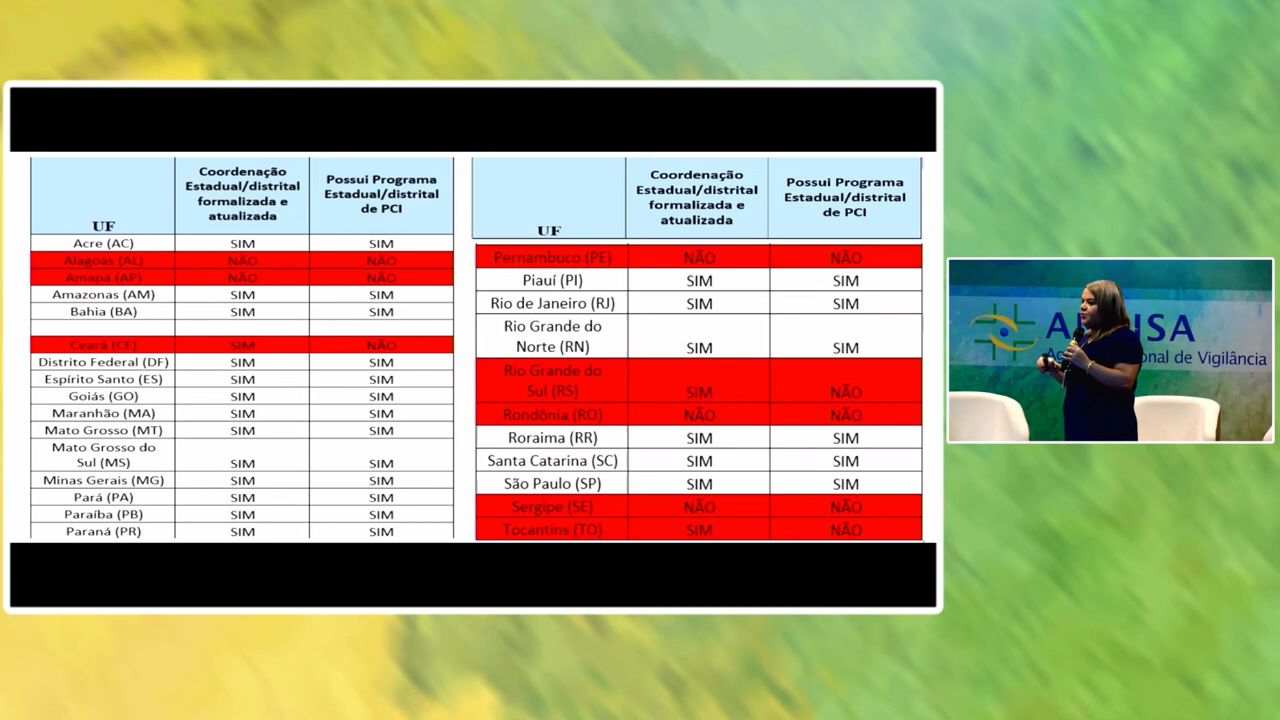 UF
Coordenação
Estadual/distrital
formalizada e
atualizada
Possui Programa
Estadual/distrital
de PCI
Acre (AC) SIM SIM
Alagoas (AL) NÃO NÃO
Amapá (AP) NÃO NÃO
Amazonas (AM) SIM SIM
Bahia (BA) SIM SIM
Ceará (CE) SIM NÃO
Distrito Federal (DF) SIM SIM
Espírito Santo (ES) SIM SIM
Goiás (GO) SIM SIM
Maranhão (MA) SIM SIM
Mato Grosso (MT) SIM SIM
Mato Grosso do
Sul (MS) SIM SIM
Minas Gerais (MG) SIM SIM
Pará (PA) SIM SIM
Paraíba (PB) SIM SIM
Paraná (PR) SIM SIM
UF
Coordenação
Estadual/distrital
formalizada e
atualizada
Possui Programa
Estadual/distrital
de PCI
Pernambuco (PE) NÃO NÃO
Piauí (PI) SIM SIM
Rio de Janeiro (RJ) SIM SIM
Rio Grande do
Norte (RN) SIM SIM
Rio Grande do
Sul (RS) SIM NÃO
Rondônia (RO) NÃO NÃO
Roraima (RR) SIM SIM
Santa Catarina (SC) SIM SIM
São Paulo (SP) SIM SIM
Sergipe (SE) NÃO NÃO
Tocantins (TO) SIM NÃO
de Vigilância